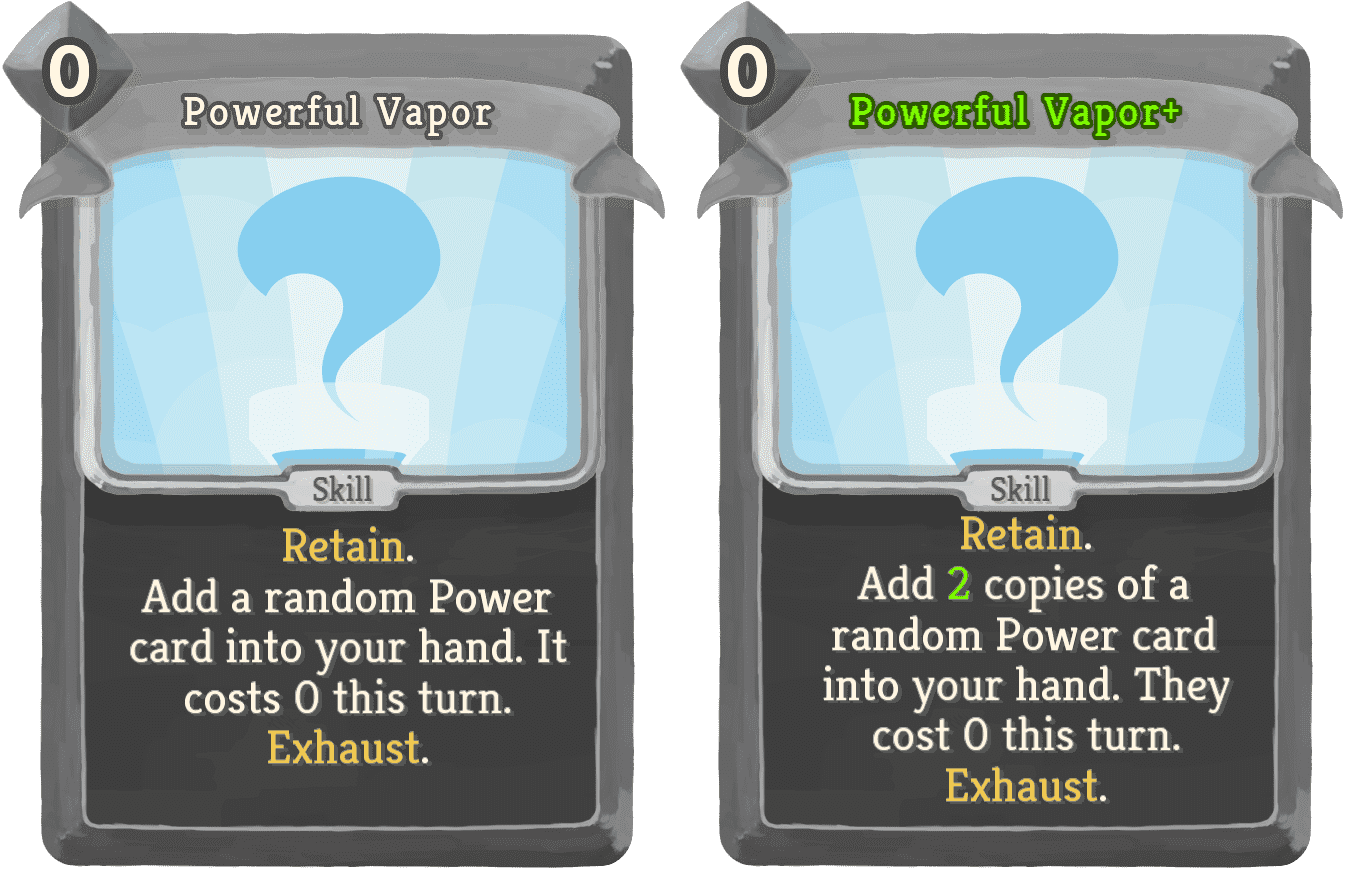 0
Powerful Vapor
Skill
Retain.
Add a random Power
card into your hand. It
costs 0 this turn.
Exhaust.
0
Powerful Vapor+
Skill
Retain.
Add 2 copies of a
random Power card
into your hand. They
cost 0 this turn.
Exhaust.